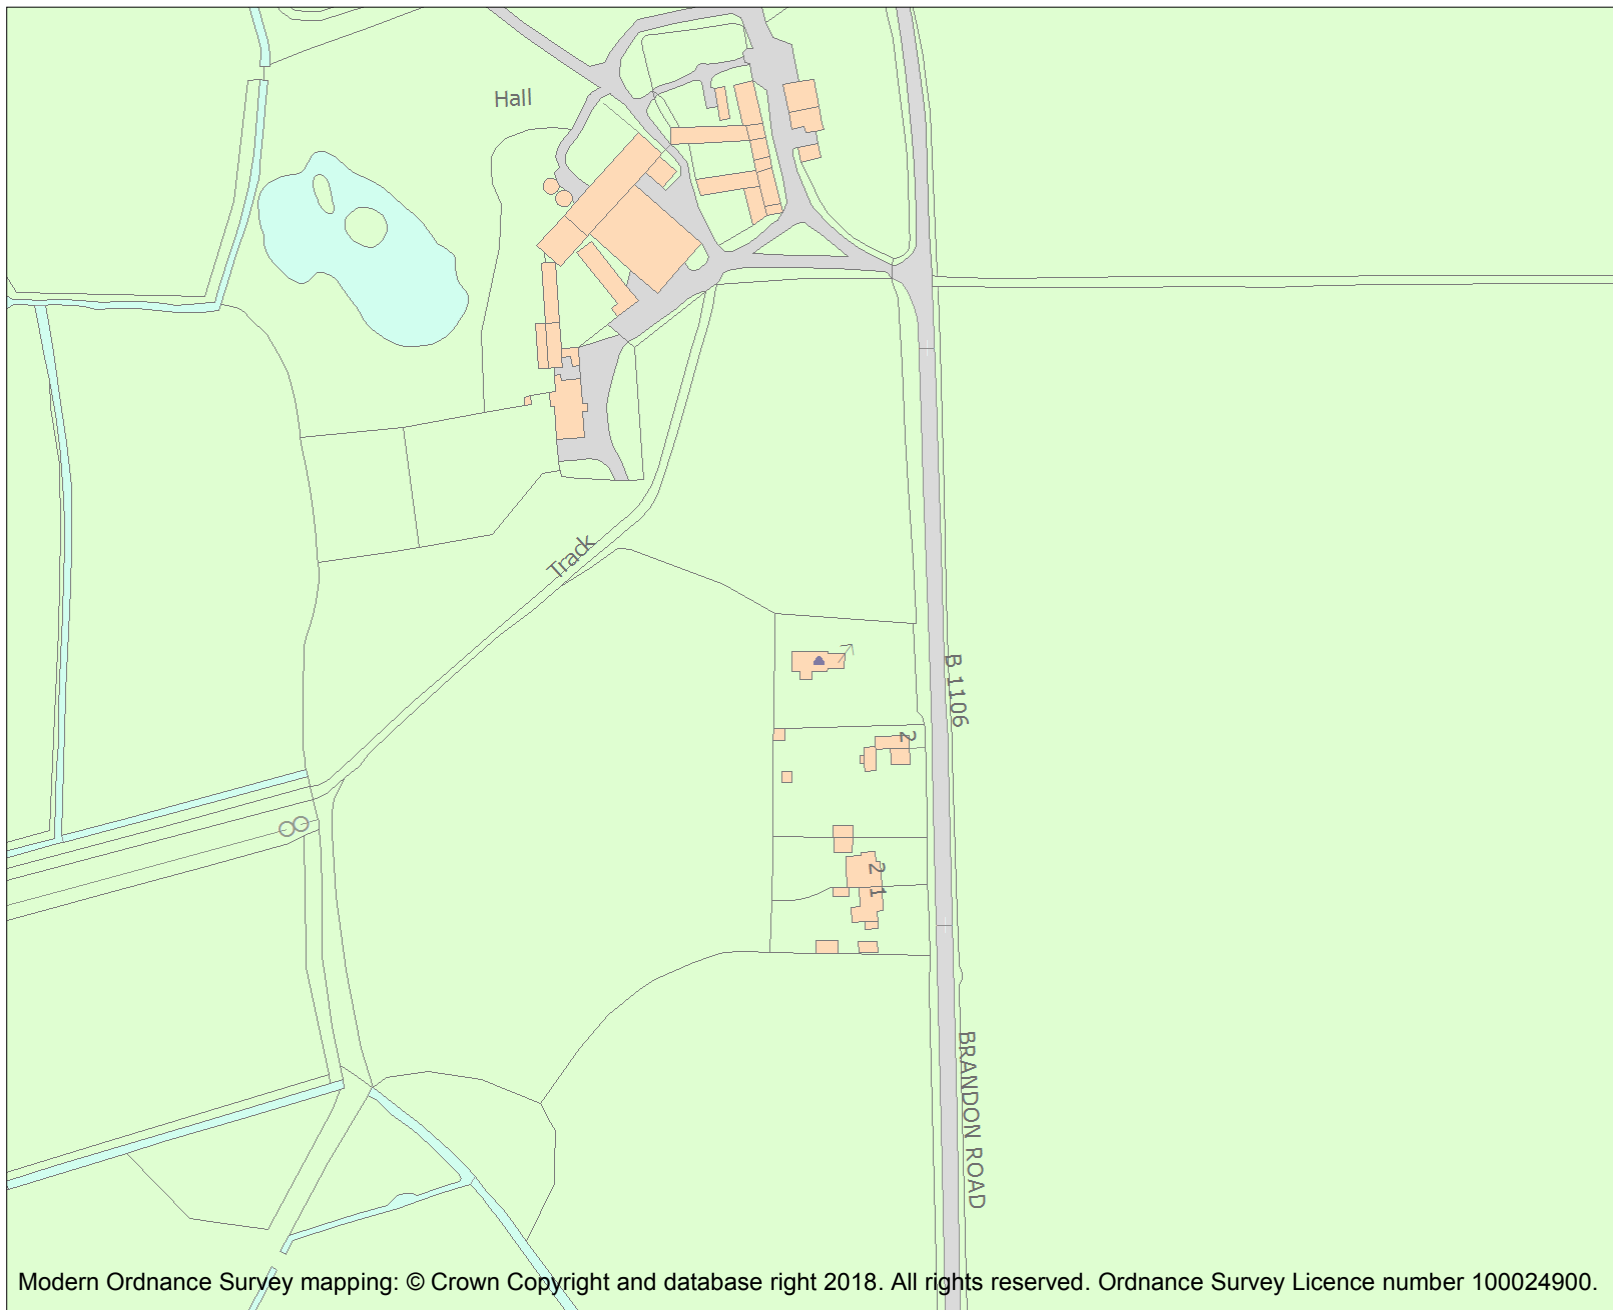 Hall
Track
B 1106
2
2
1
BRANDON ROAD
Modern Ordnance Survey mapping: © Crown Copyright and database right 2018. All rights reserved. Ordnance Survey Licence number 100024900.